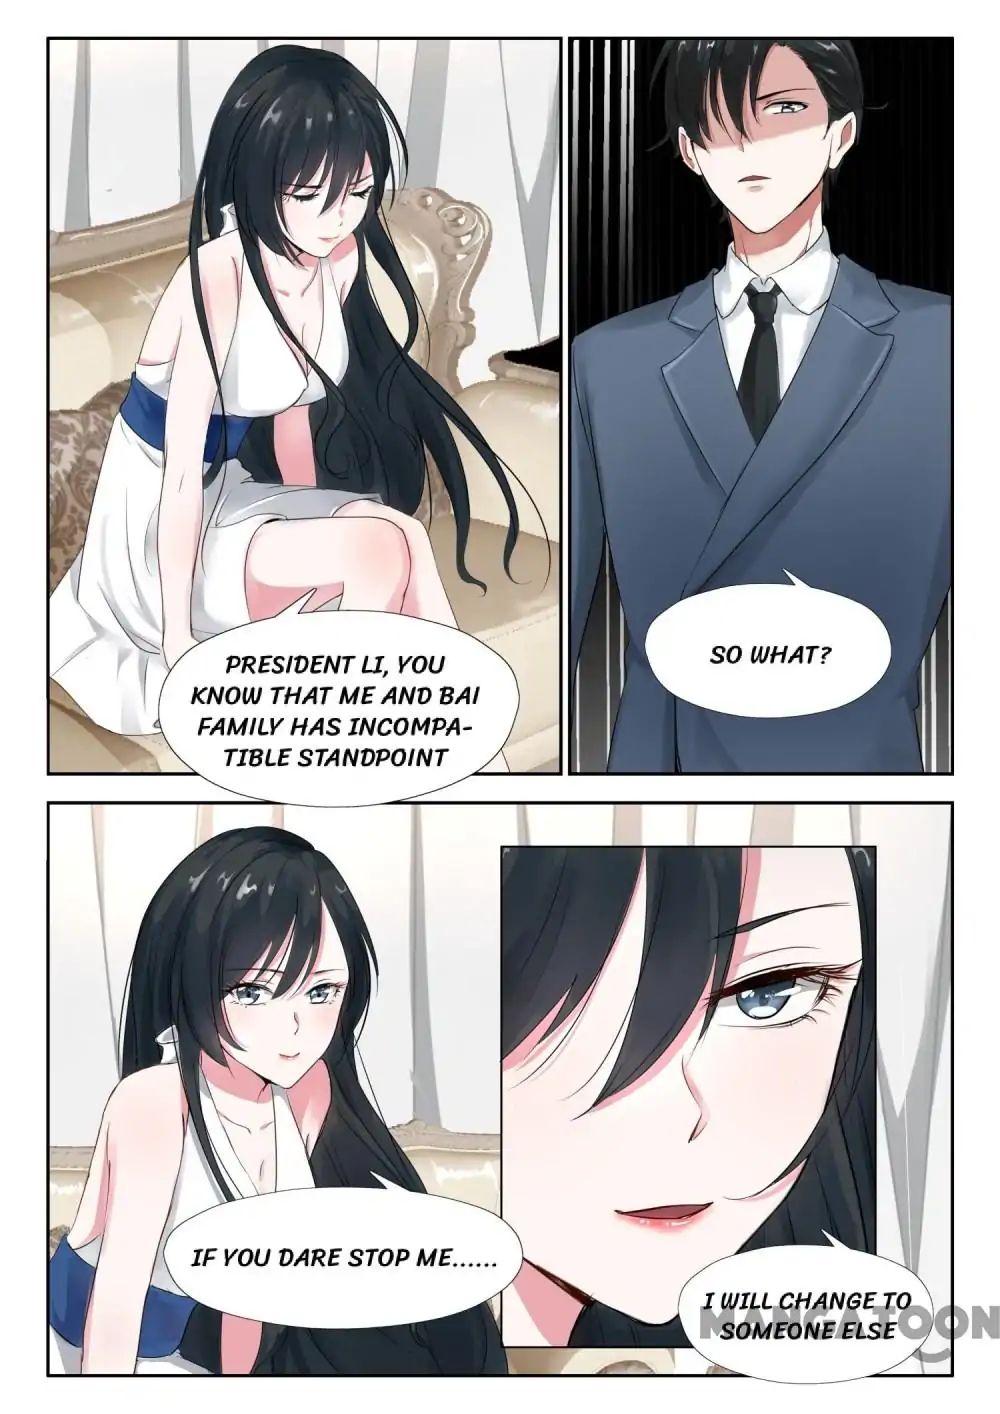 PRESIDENT LI, YOU
KNOW THAT ME AND BAI
FAMILY HAS INCOMPA-
TIBLE STANDPOINT
SO WHAT?
IF YOU DARE STOP ME......
I WILL CHANGE TO
SOMEONE ELSE
MANGATOON